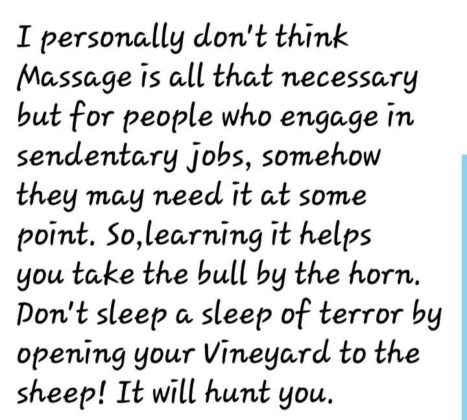 I personally don't think
Massage is all that necessary
but for people who engage in
sendentary jobs, somehow
they may need it at some
point. So,learning it helps
you take the bull by the horn.
Don't sleep a sleep of terror by
opening your Vineyard to the
sheep! It will hunt you.